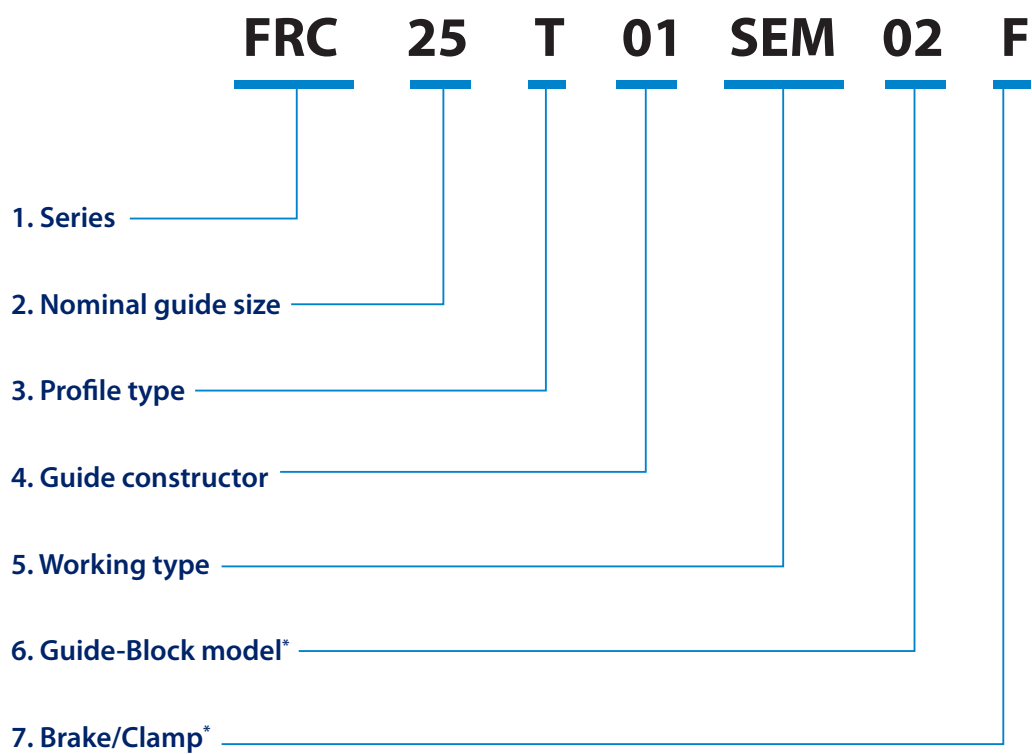 FRC 25 T 01 SEM 02 F
1. Series
2. Nominal guide size
3. Profile type
4. Guide constructor
5. Working type
6. Guide-Block model*
7. Brake/Clamp*